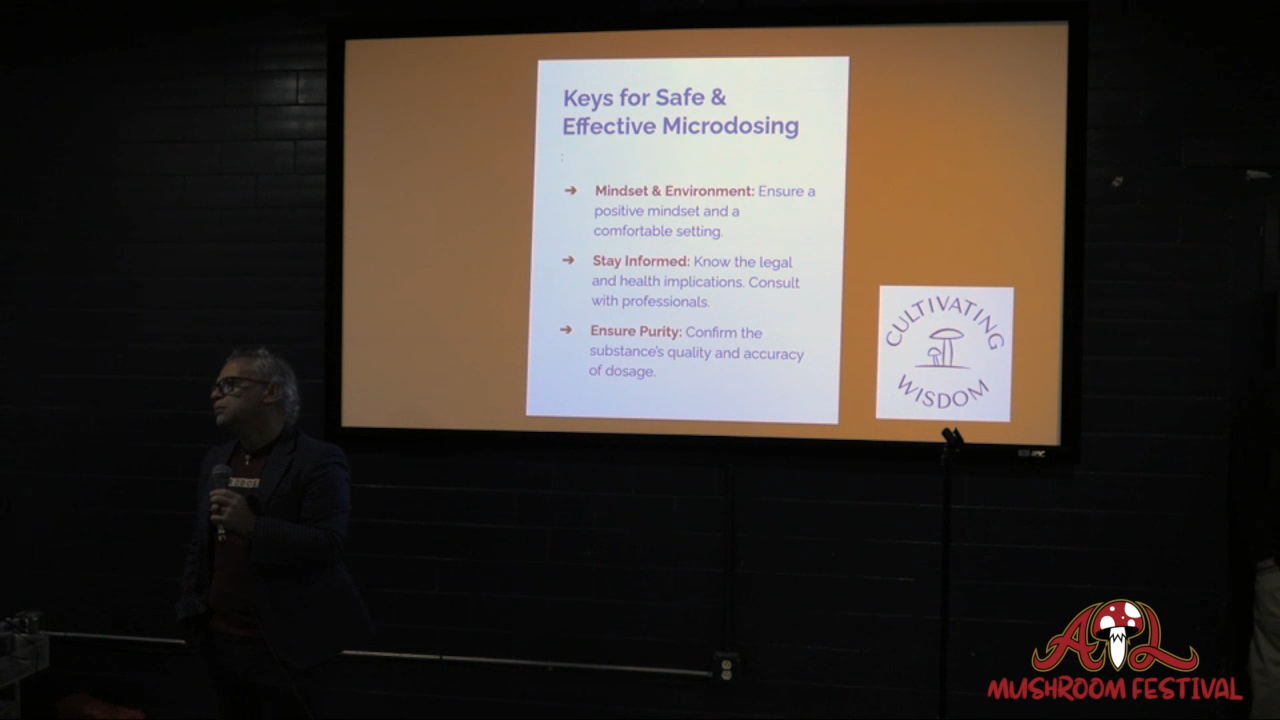 Keys for Safe &
Effective Microdosing
:
➔ Mindset & Environment: Ensure a
positive mindset and a
comfortable setting.
➔ Stay Informed: Know the legal
and health implications. Consult
with professionals.
➔ Ensure Purity: Confirm the
substance's quality and accuracy
of dosage.
CULTIVATING
WISDOM
ATL
MUSHROOM FESTIVAL